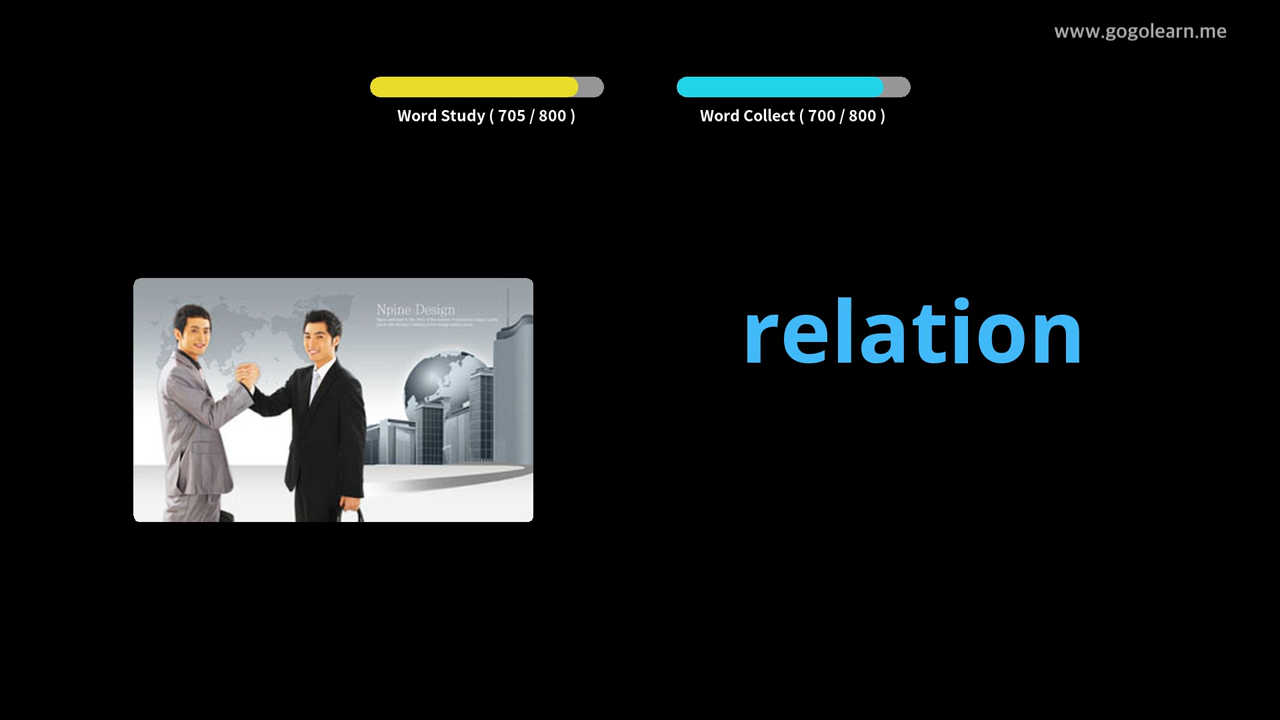 www.gogolearn.me
Word Study ( 705 / 800 )
Word Collect ( 700 / 800 )
Npine Design
relation